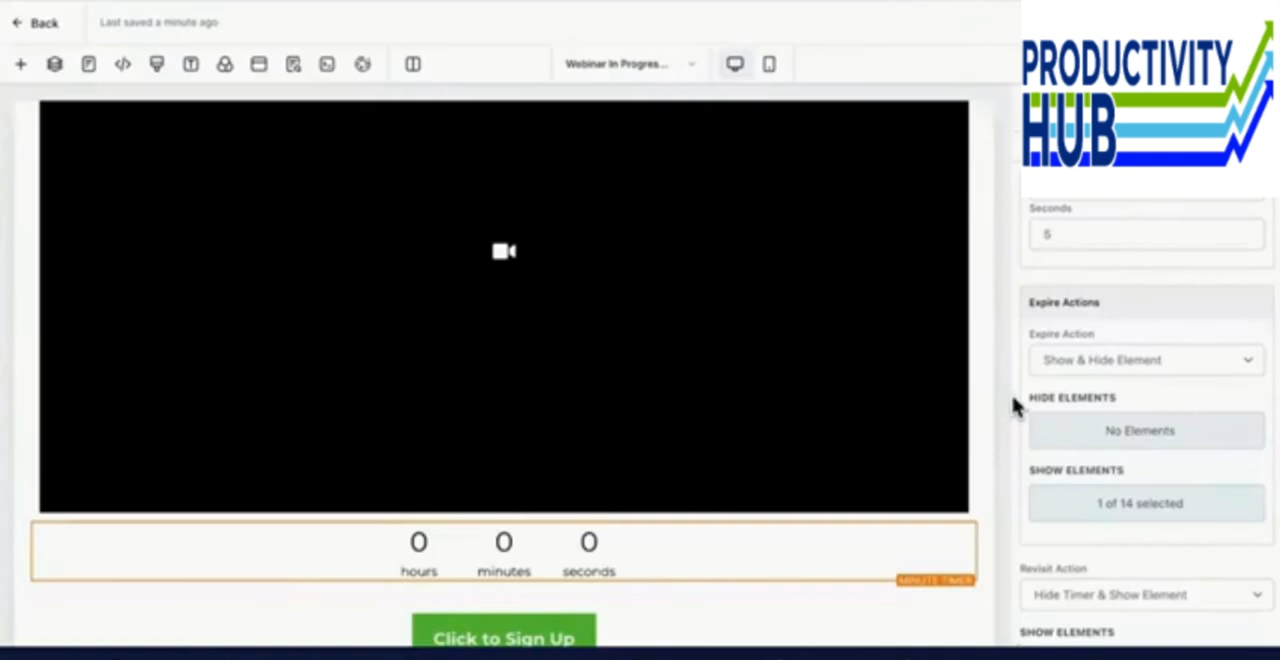 Back
Last saved a minute ago
Webinar In Progres...
PRODUCTIVITY
HUB
Seconds
5
Expire Actions
Expire Action
Show & Hide Element
HIDE ELEMENTS
No Elements
SHOW ELEMENTS
1 of 14 selected
0 0 0
hours minutes seconds
MINUTE TIMER
Revisit Action
Hide Timer & Show Element
SHOW ELEMENTS
Click to Sign Up